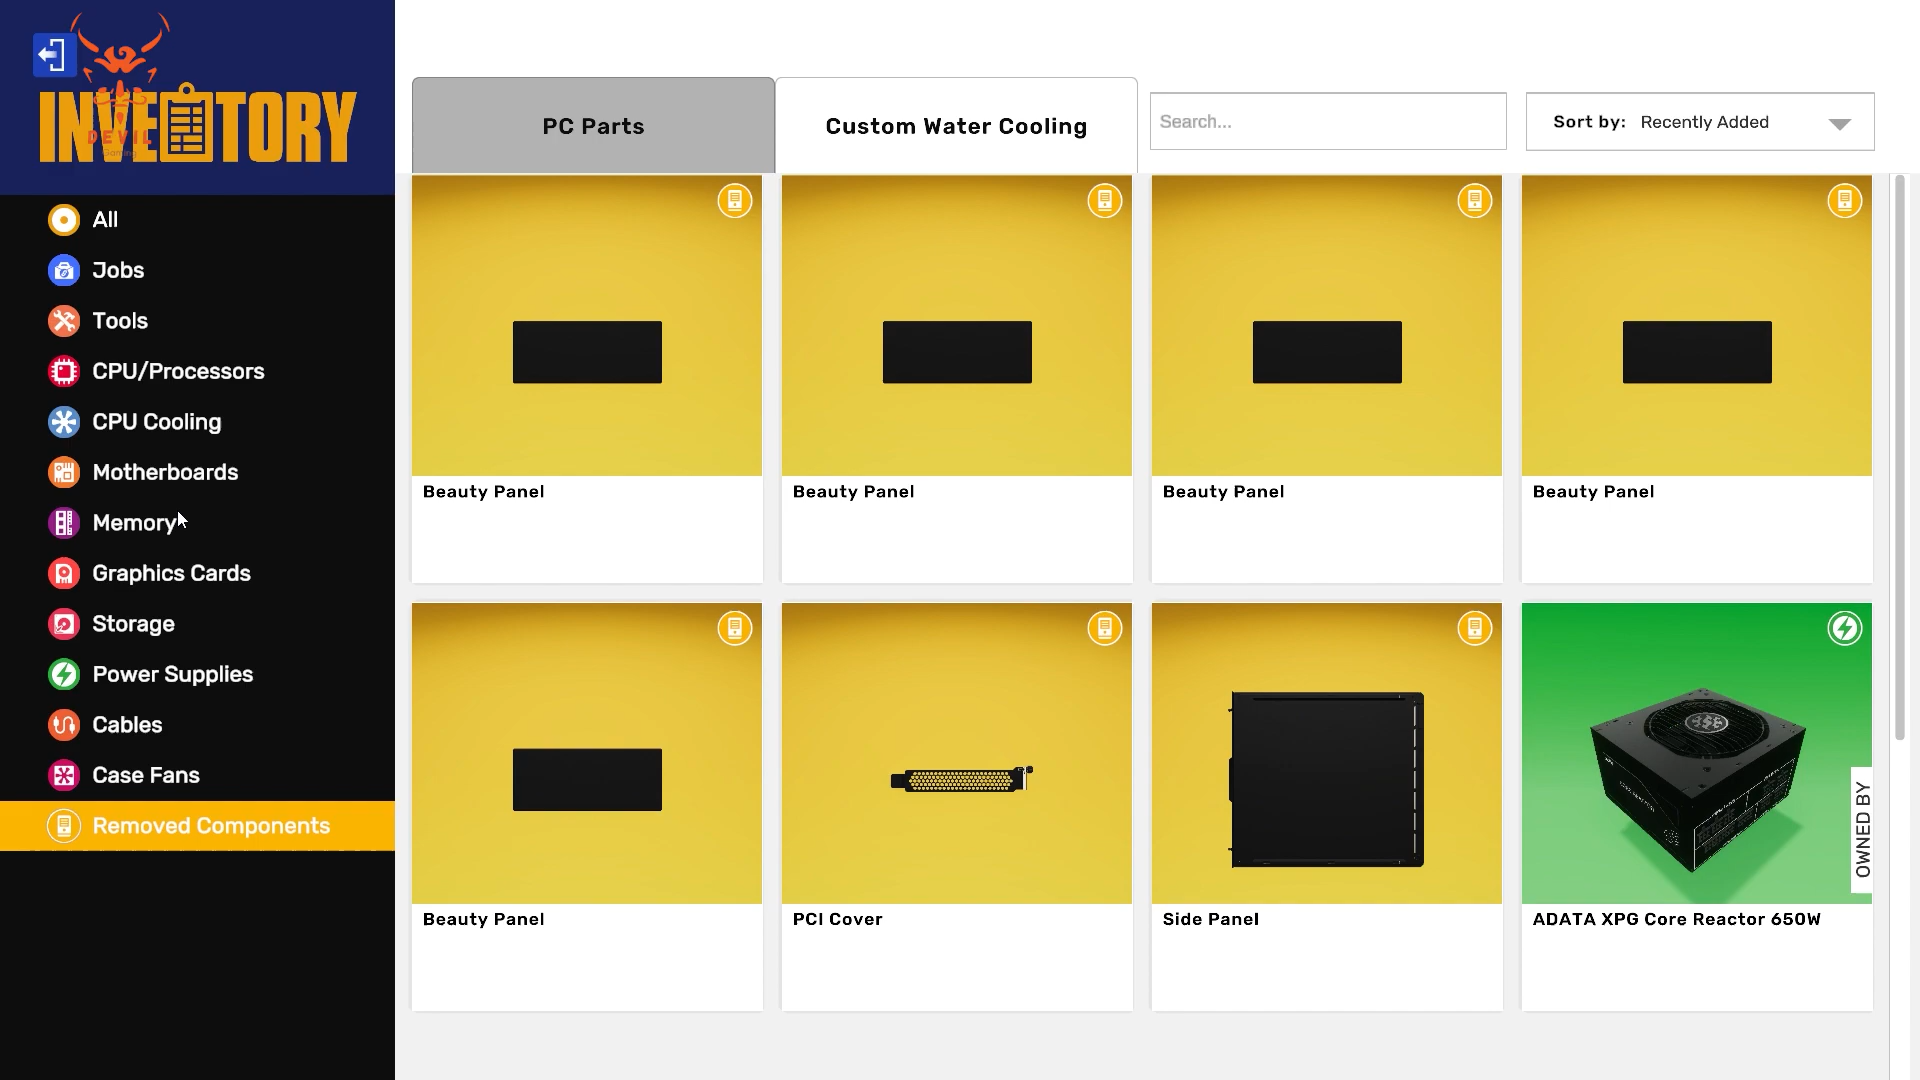 INVENTORY
DEVIL
Gaming
PC Parts
Custom Water Cooling
Search...
Sort by: Recently Added
All
Jobs
Tools
CPU/Processors
CPU Cooling
Motherboards
Memory
Graphics Cards
Storage
Power Supplies
Cables
Case Fans
Removed Components
Beauty Panel
Beauty Panel
Beauty Panel
Beauty Panel
OWNED BY
Beauty Panel
PCI Cover
Side Panel
ADATA XPG Core Reactor 650W